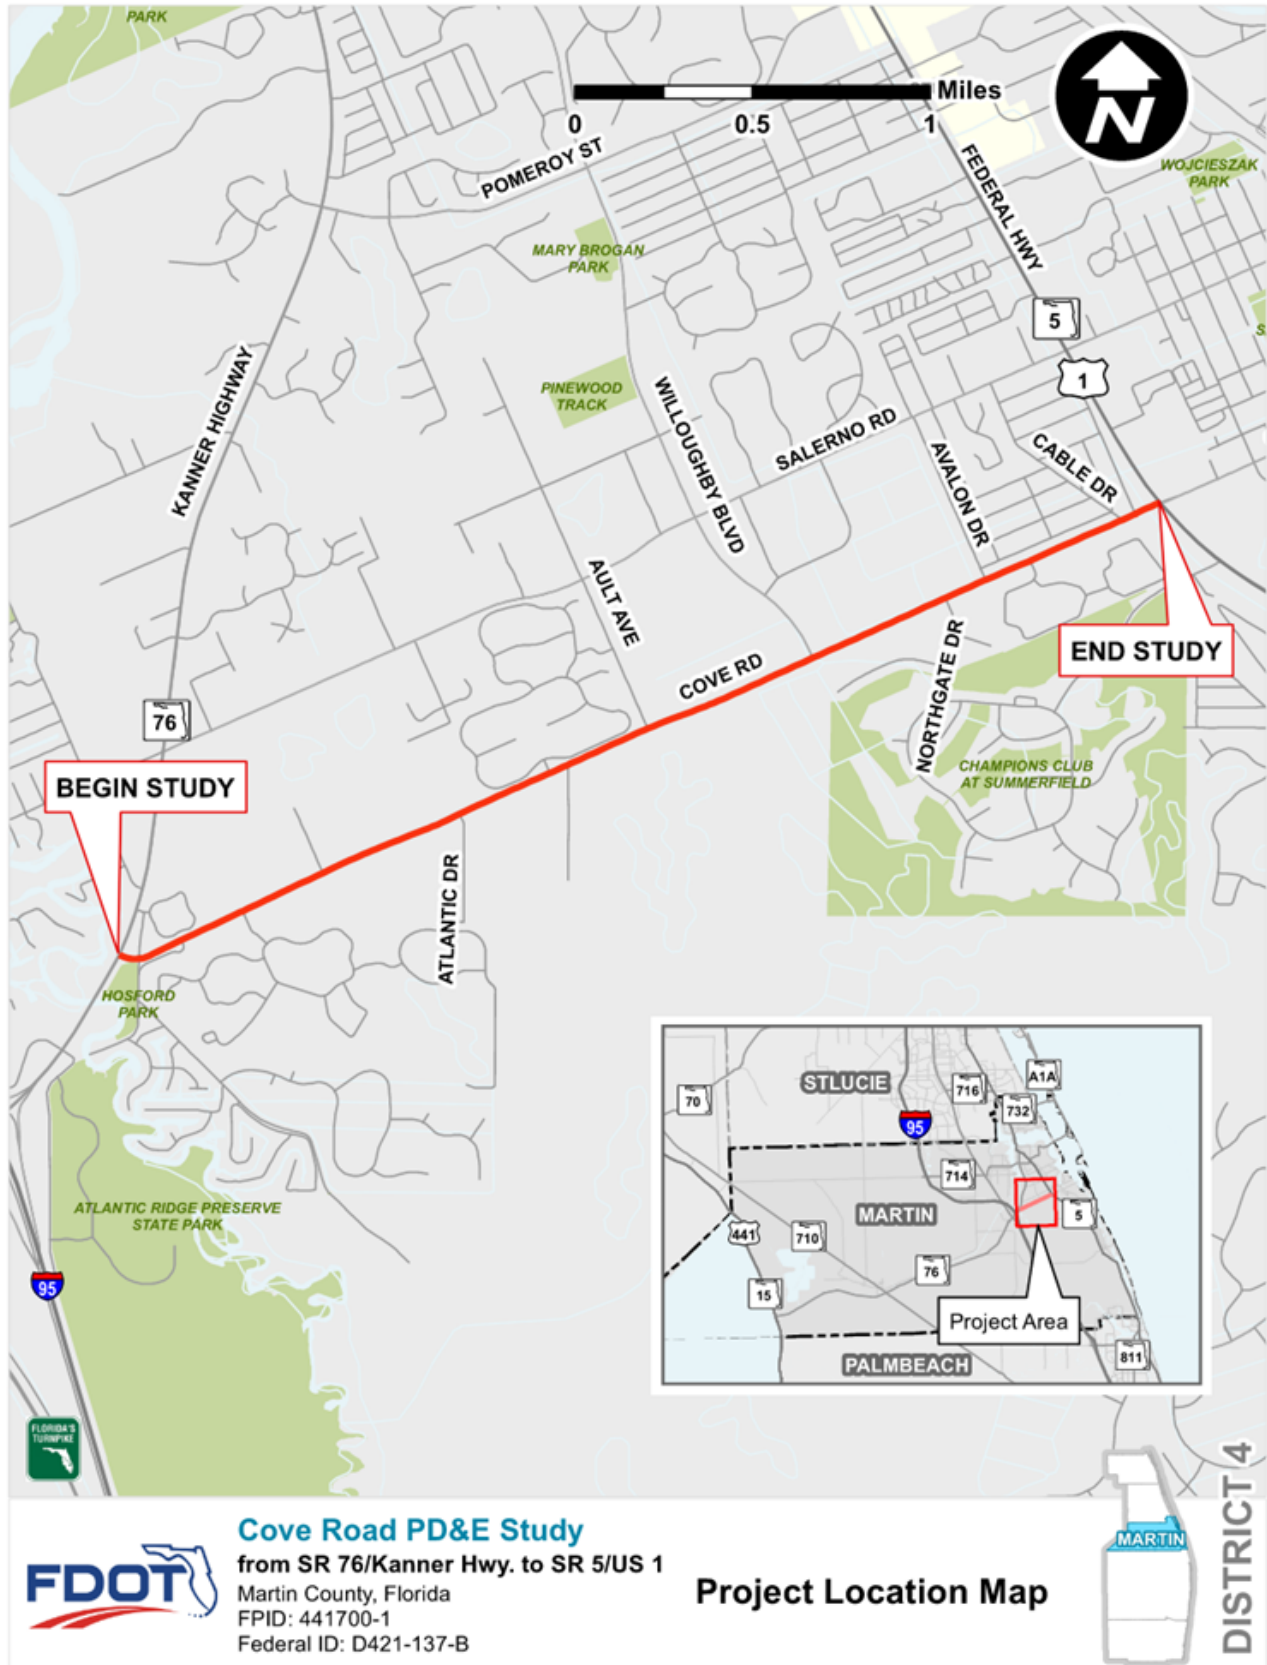 PARK
Miles
0 0.5 1
N
POMEROY ST
FEDERAL HWY
WOJCIESZAK
PARK
MARY BROGAN
PARK
5
1
KANNER HIGHWAY
PINEWOOD
TRACK
WILLOUGHBY BLVD
SALERNO RD
AVALON DR
CABLE DR
S
AULT AVE
COVE RD
NORTHGATE DR
END STUDY
76
BEGIN STUDY
CHAMPIONS CLUB
AT SUMMERFIELD
ATLANTIC DR
HOSFORD
PARK
ATLANTIC RIDGE PRESERVE
STATE PARK
95
FLORIDA'S
TURNPIKE
STLUCIE
70
716
A1A
732
95
714
MARTIN
5
441
710
76
15
Project Area
PALMBEACH
811
FDOT
Cove Road PD&E Study
from SR 76/Kanner Hwy. to SR 5/US 1
Martin County, Florida
FPID: 441700-1
Federal ID: D421-137-B
Project Location Map
MARTIN
DISTRICT 4